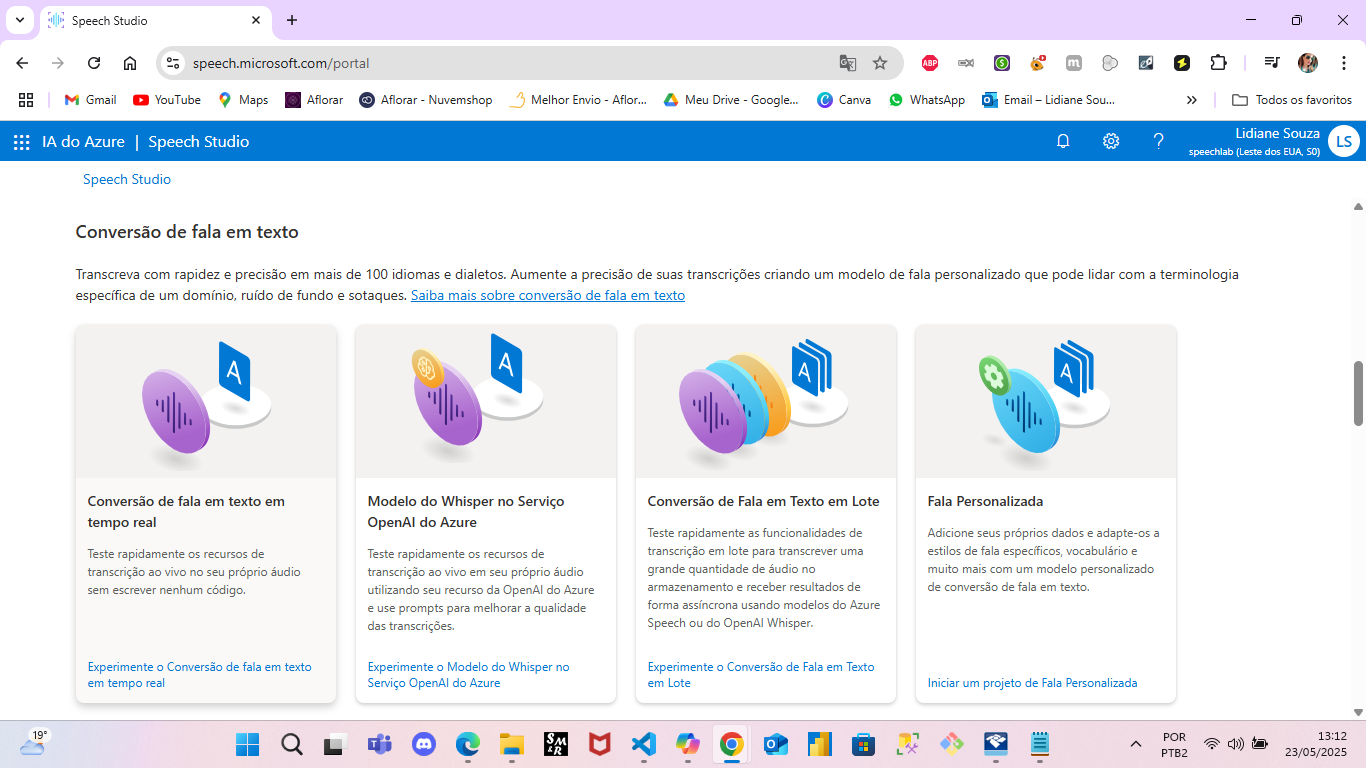 Speech Studio
speech.microsoft.com/portal
ABP
Gmail
YouTube
Maps
Aflorar
Aflorar - Nuvemshop
Melhor Envio - Aflor...
Meu Drive - Google...
Canva
WhatsApp
Email – Lidiane Sou...
Todos os favoritos
IA do Azure | Speech Studio
Lidiane Souza
speechlab (Leste dos EUA, S0)
LS
Speech Studio
Conversão de fala em texto
Transcreva com rapidez e precisão em mais de 100 idiomas e dialetos. Aumente a precisão de suas transcrições criando um modelo de fala personalizado que pode lidar com a terminologia
específica de um domínio, ruído de fundo e sotaques. Saiba mais sobre conversão de fala em texto
A
A
A
A
Conversão de fala em texto em
tempo real
Teste rapidamente os recursos de
transcrição ao vivo no seu próprio áudio
sem escrever nenhum código.
Experimente o Conversão de fala em texto
em tempo real
Modelo do Whisper no Serviço
OpenAI do Azure
Teste rapidamente os recursos de
transcrição ao vivo em seu próprio áudio
utilizando seu recurso da OpenAI do Azure
e use prompts para melhorar a qualidade
das transcrições.
Experimente o Modelo do Whisper no
Serviço OpenAI do Azure
Conversão de Fala em Texto em Lote
Teste rapidamente as funcionalidades de
transcrição em lote para transcrever uma
grande quantidade de áudio no
armazenamento e receber resultados de
forma assíncrona usando modelos do Azure
Speech ou do OpenAI Whisper.
Experimente o Conversão de Fala em Texto
em Lote
Fala Personalizada
Adicione seus próprios dados e adapte-os a
estilos de fala específicos, vocabulário e
muito mais com um modelo personalizado
de conversão de fala em texto.
Iniciar um projeto de Fala Personalizada
19°
SM
&R
POR
PTB2
13:12
23/05/2025